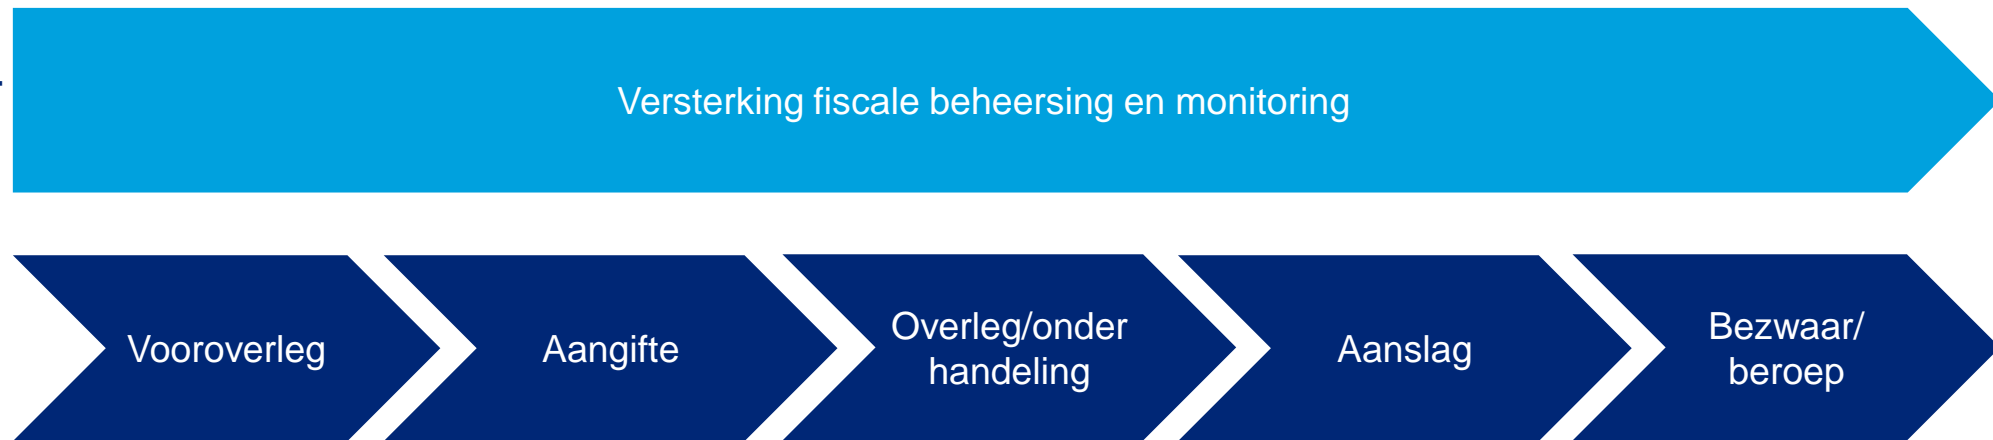 Versterking fiscale beheersing en monitoring
Vooroverleg
Aangifte
Overleg/onder
handeling
Aanslag
Bezwaar/
beroep